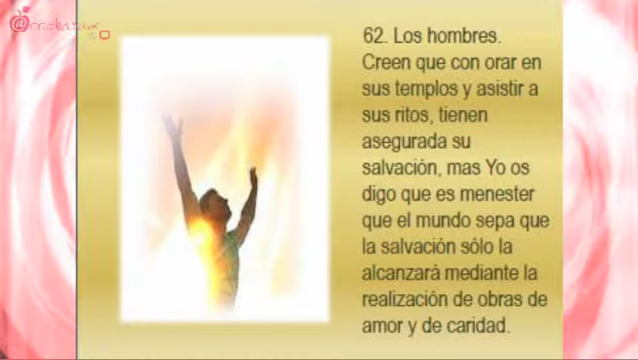 62. Los hombres.
Creen que con orar en
sus templos y asistir a
sus ritos, tienen
asegurada su
salvación, mas Yo os
digo que es menester
que el mundo sepa que
la salvación sólo la
alcanzará mediante la
realización de obras de
amor y de caridad.